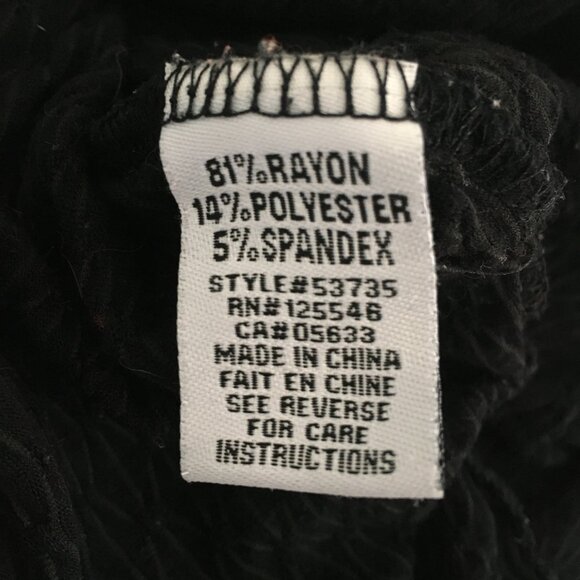 81%RAYON
14%POLYESTER
5%SPANDEX
STYLE#53735
RN#125546
CA#05633
MADE IN CHINA
FAIT EN CHINE
SEE REVERSE
FOR CARE
INSTRUCTIONS